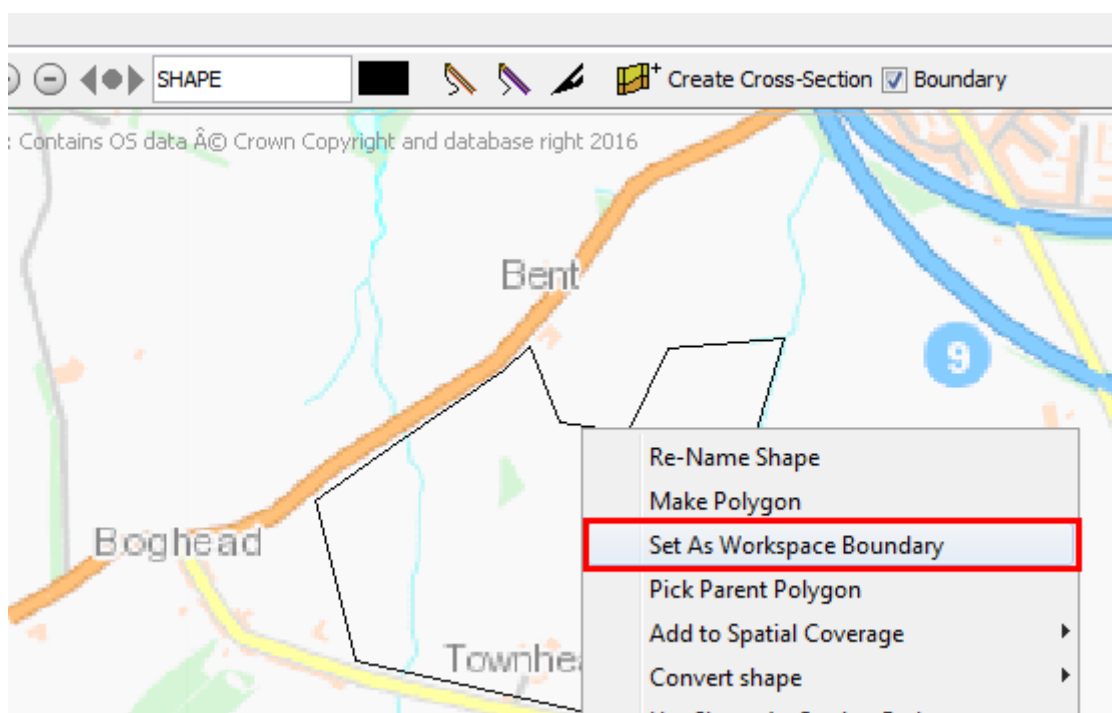 SHAPE
Create Cross-Section
Boundary
: Contains OS data Â© Crown Copyright and database right 2016
Bent
9
Re-Name Shape
Make Polygon
Boghead
Set As Workspace Boundary
Pick Parent Polygon
Add to Spatial Coverage
Townhea
Convert shape